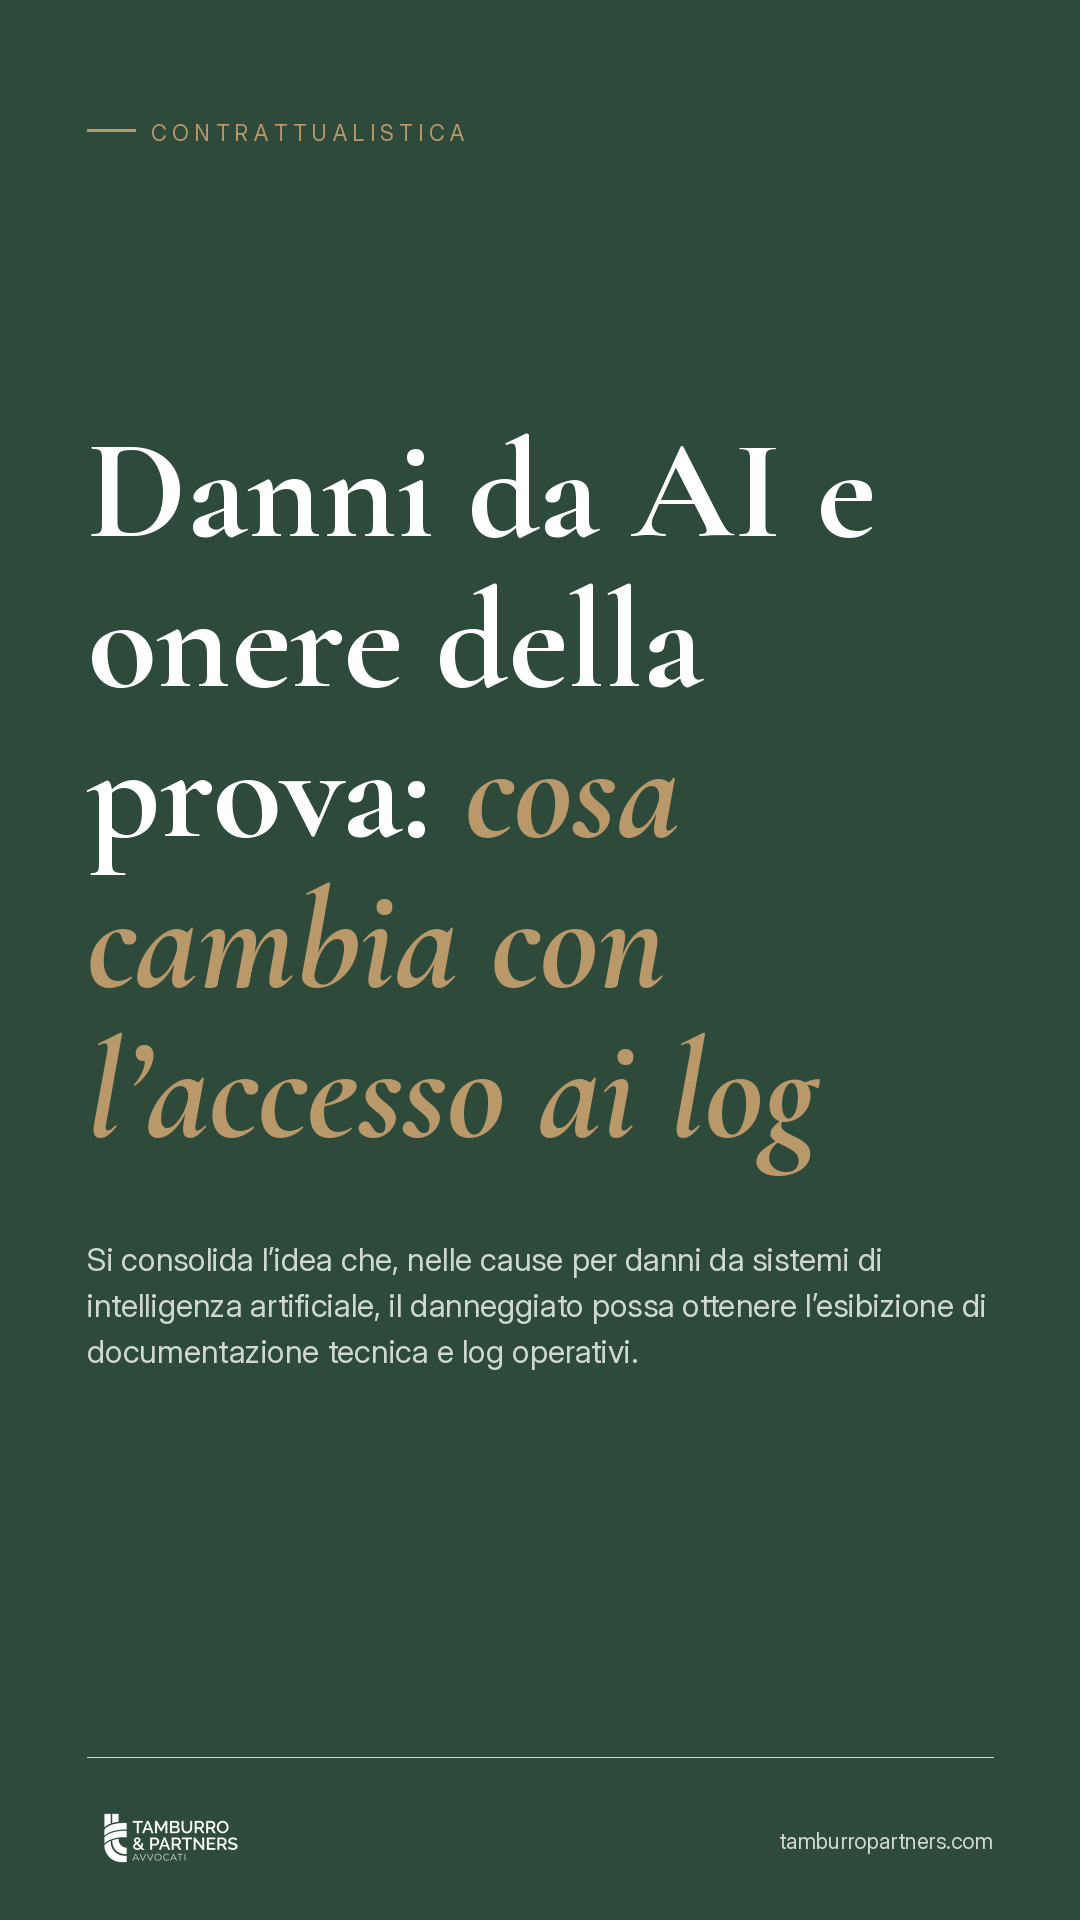 CONTRATTUALISTICA
Danni da AI e
onere della
prova: cosa
cambia con
l’accesso ai log
Si consolida l’idea che, nelle cause per danni da sistemi di
intelligenza artificiale, il danneggiato possa ottenere l’esibizione di
documentazione tecnica e log operativi.
TAMBURRO
& PARTNERS
AVVOCATI
tamburropartners.com